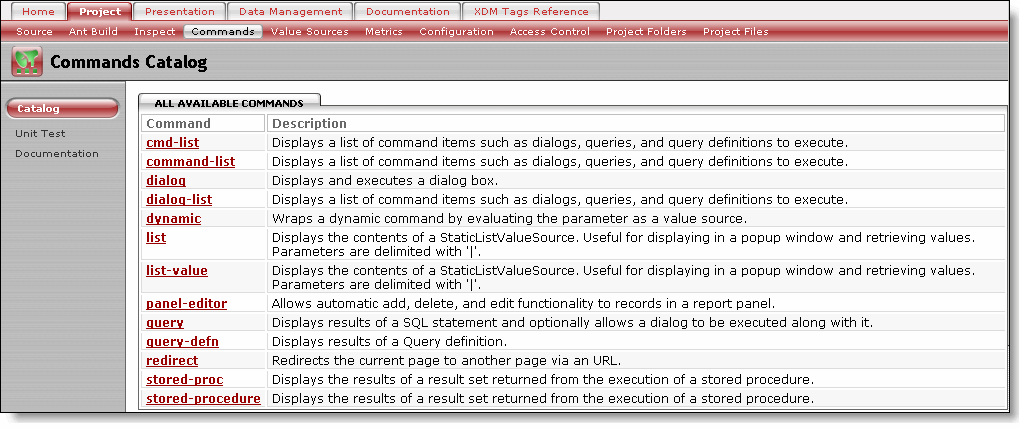 Home Project Presentation Data Management Documentation XDM Tags Reference
Source Ant Build Inspect Commands Value Sources Metrics Configuration Access Control Project Folders Project Files
Commands Catalog
Catalog
Unit Test
Documentation
ALL AVAILABLE COMMANDS
Command Description
cmd-list Displays a list of command items such as dialogs, queries, and query definitions to execute.
command-list Displays a list of command items such as dialogs, queries, and query definitions to execute.
dialog Displays and executes a dialog box.
dialog-list Displays a list of command items such as dialogs, queries, and query definitions to execute.
dynamic Wraps a dynamic command by evaluating the parameter as a value source.
list Displays the contents of a StaticListValueSource. Useful for displaying in a popup window and retrieving values.
Parameters are delimited with '|'.
list-value Displays the contents of a StaticListValueSource. Useful for displaying in a popup window and retrieving values.
Parameters are delimited with '|'.
panel-editor Allows automatic add, delete, and edit functionality to records in a report panel.
query Displays results of a SQL statement and optionally allows a dialog to be executed along with it.
query-defn Displays results of a Query definition.
redirect Redirects the current page to another page via an URL.
stored-proc Displays the results of a result set returned from the execution of a stored procedure.
stored-procedure Displays the results of a result set returned from the execution of a stored procedure.